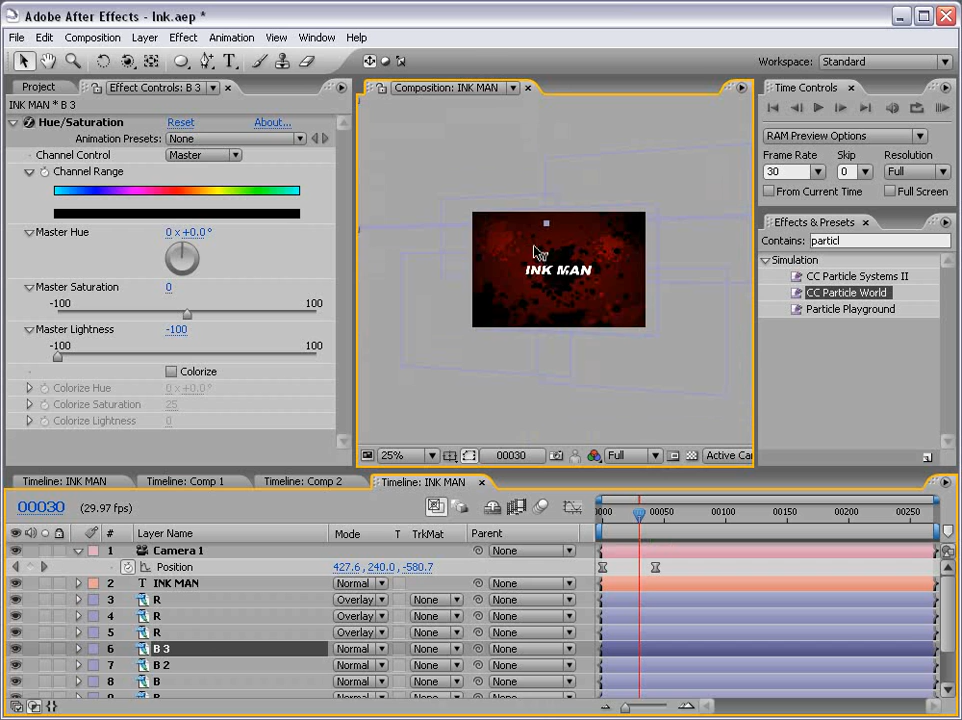 Adobe After Effects - Ink.aep *
File Edit Composition Layer Effect Animation View Window Help
Workspace: Standard
Project Effect Controls: B 3
INK MAN * B 3
Hue/Saturation Reset About...
Animation Presets: None
Channel Control Master
Channel Range
Master Hue 0 x+0.0°
Master Saturation 0
-100 100
Master Lightness -100
-100 100
Colorize
Colorize Hue 0 x+0.0°
Colorize Saturation 25
Colorize Lightness 0
Composition: INK MAN
INK MAN
25% 00030 Full Active Car
Time Controls
RAM Preview Options
Frame Rate Skip Resolution
30 0 Full
From Current Time Full Screen
Effects & Presets
Contains: particl
Simulation
CC Particle Systems II
CC Particle World
Particle Playground
Timeline: INK MAN Timeline: Comp 1 Timeline: Comp 2 Timeline: INK MAN
00030 (29.97 fps)
0000 00050 00100 00150 00200 00250
# Layer Name Mode T TrkMat Parent
1 Camera 1 None
Position 427.6, 240.0, -580.7
2 T INK MAN Normal None
3 R Overlay None None
4 R Overlay None None
5 R Overlay None None
6 B 3 Normal None None
7 B 2 Normal None None
8 B Normal None None